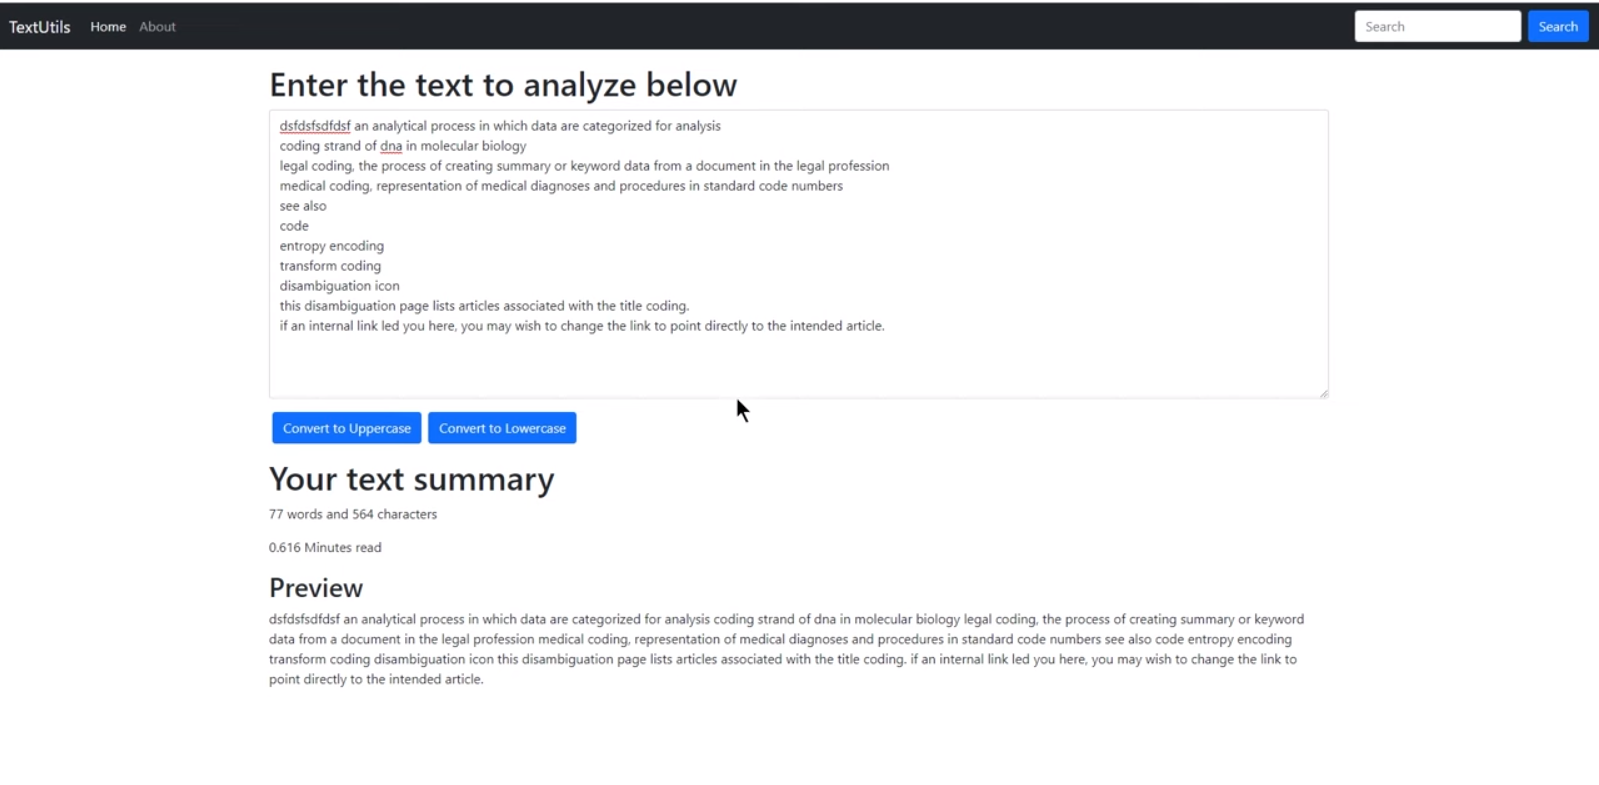 TextUtils Home About Search Search
Enter the text to analyze below
dsfdsfsdfdsf an analytical process in which data are categorized for analysis
coding strand of dna in molecular biology
legal coding, the process of creating summary or keyword data from a document in the legal profession
medical coding, representation of medical diagnoses and procedures in standard code numbers
see also
code
entropy encoding
transform coding
disambiguation icon
this disambiguation page lists articles associated with the title coding.
if an internal link led you here, you may wish to change the link to point directly to the intended article.
Convert to Uppercase Convert to Lowercase
Your text summary
77 words and 564 characters
0.616 Minutes read
Preview
dsfdsfsdfdsf an analytical process in which data are categorized for analysis coding strand of dna in molecular biology legal coding, the process of creating summary or keyword
data from a document in the legal profession medical coding, representation of medical diagnoses and procedures in standard code numbers see also code entropy encoding
transform coding disambiguation icon this disambiguation page lists articles associated with the title coding. if an internal link led you here, you may wish to change the link to
point directly to the intended article.